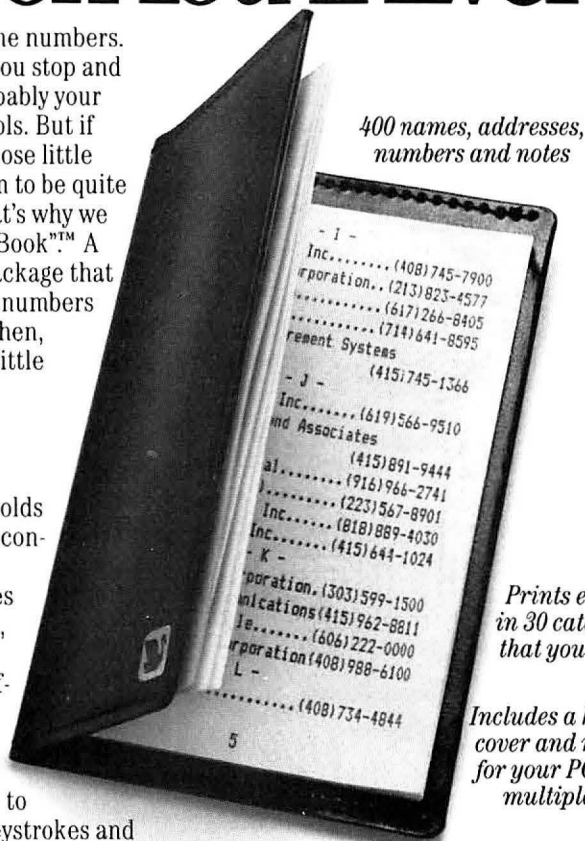 ne numbers.
ou stop and
bably your
ols. But if
ose little
n to be quite
at's why we
Book".™ A
ackage that
numbers
hen,
ittle
olds
con-
es
,
f-
to
eystrokes and
400 names, addresses,
numbers and notes
- I -
Inc........(408)745-7900
rporation..(213)823-4577
............(617)266-8405
............(714)641-8595
rement Systems
(415)745-1366
- J -
Inc.......(619)566-9510
ond Associates
(415)891-9444
al........(916)966-2741
)..........(223)567-8901
Inc......(818)889-4030
Inc.......(415)644-1024
- K -
poration.(303)599-1500
nications(415)962-8811
le.......(606)222-0000
rporation(408)988-6100
L -
............(408)734-4844
5
Prints e
in 30 cat
that you
Includes a l
cover and
for your PC
multiple